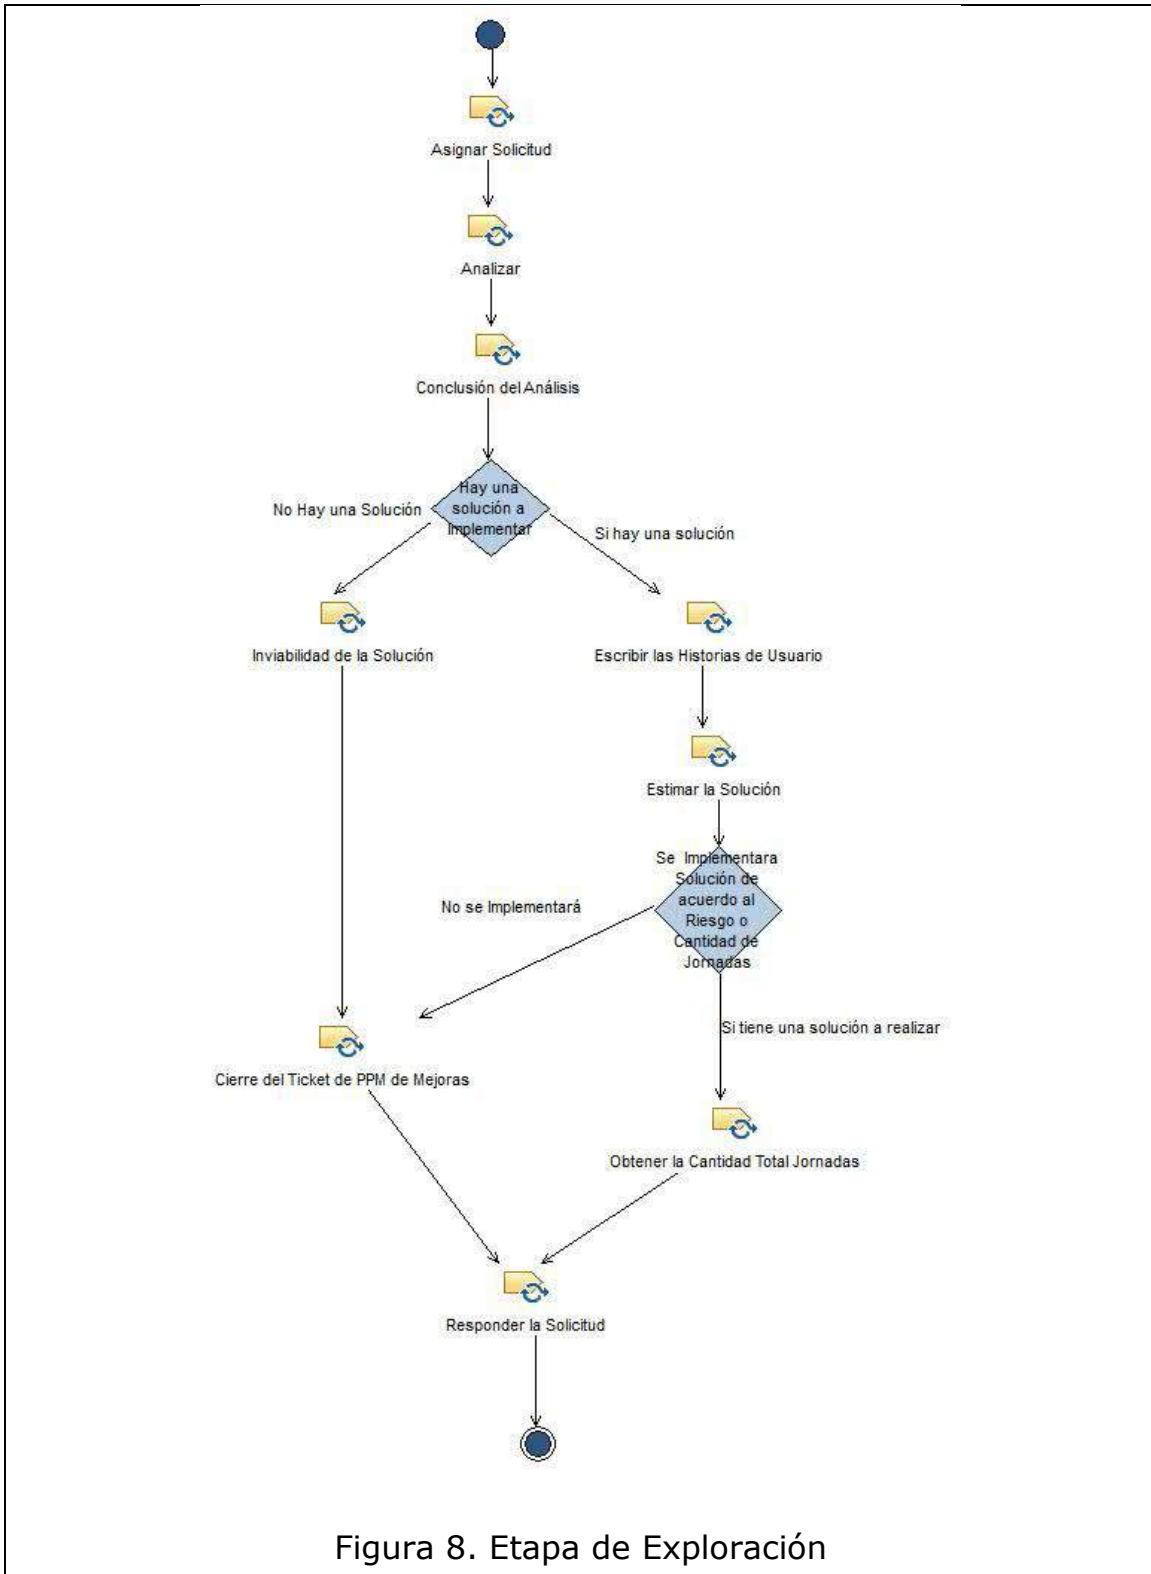 Asignar Solicitud
Analizar
Conclusión del Análisis
Hay una
solución a
Implementar
No Hay una Solución
Si hay una solución
Inviabilidad de la Solución
Escribir las Historias de Usuario
Estimar la Solución
Se Implementara
Solución de
acuerdo al
Riesgo o
Cantidad de
Jornadas
No se Implementará
Si tiene una solución a realizar
Cierre del Ticket de PPM de Mejoras
Obtener la Cantidad Total Jornadas
Responder la Solicitud
Figura 8. Etapa de Exploración